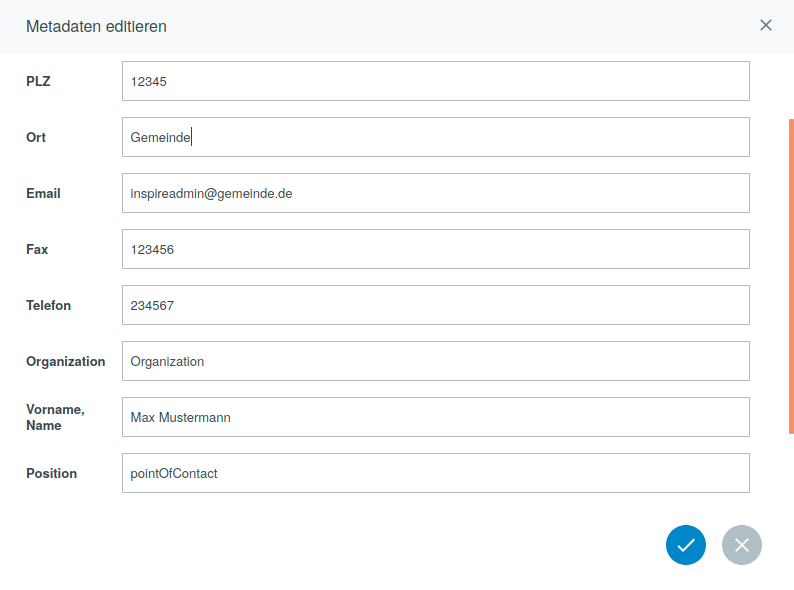 Metadaten editieren
PLZ 12345
Ort Gemeinde
Email inspireadmin@gemeinde.de
Fax 123456
Telefon 234567
Organization Organization
Vorname,
Name Max Mustermann
Position pointOfContact